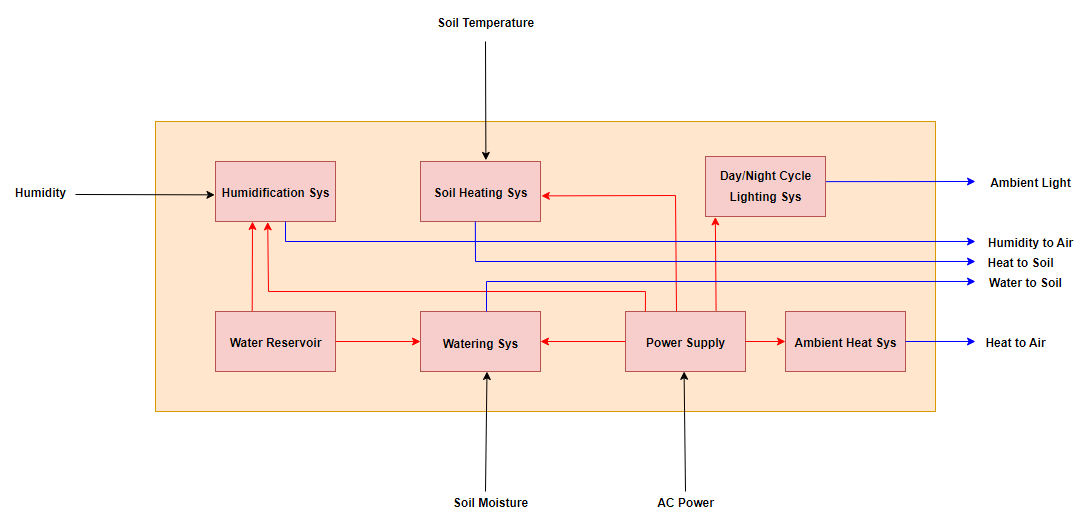 Soil Temperature
Humidity
Humidification Sys
Soil Heating Sys
Day/Night Cycle
Lighting Sys
Ambient Light
Humidity to Air
Heat to Soil
Water to Soil
Water Reservoir
Watering Sys
Power Supply
Ambient Heat Sys
Heat to Air
Soil Moisture
AC Power